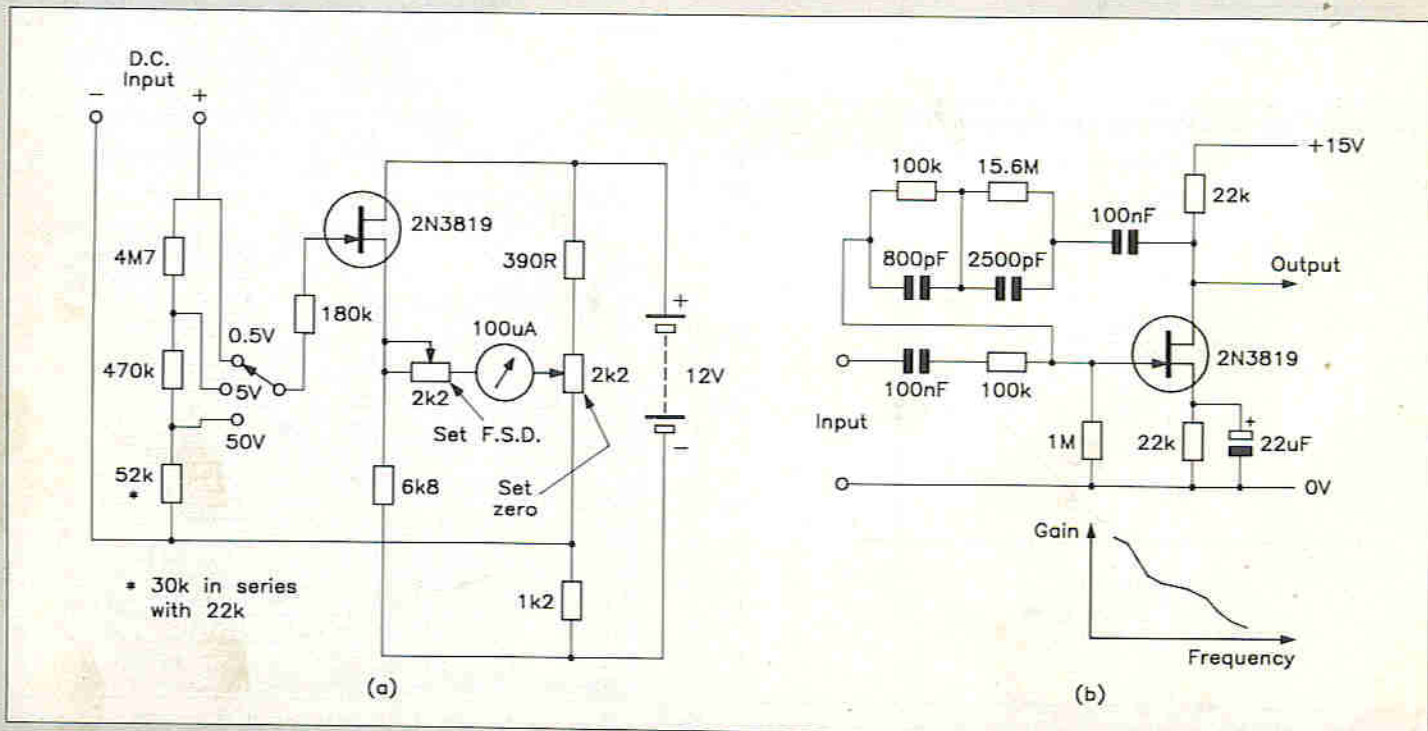 D.C.
Input
− +
4M7
470k
52k
*
0.5V
5V
50V
180k
2N3819
2k2
Set F.S.D.
100uA
6k8
390R
2k2
Set
zero
1k2
+
12V
−
* 30k in series
with 22k
(a)
+15V
100k
15.6M
22k
100nF
800pF
2500pF
Output
2N3819
100nF
100k
Input
1M
22k
+
22uF
0V
Gain
Frequency
(b)